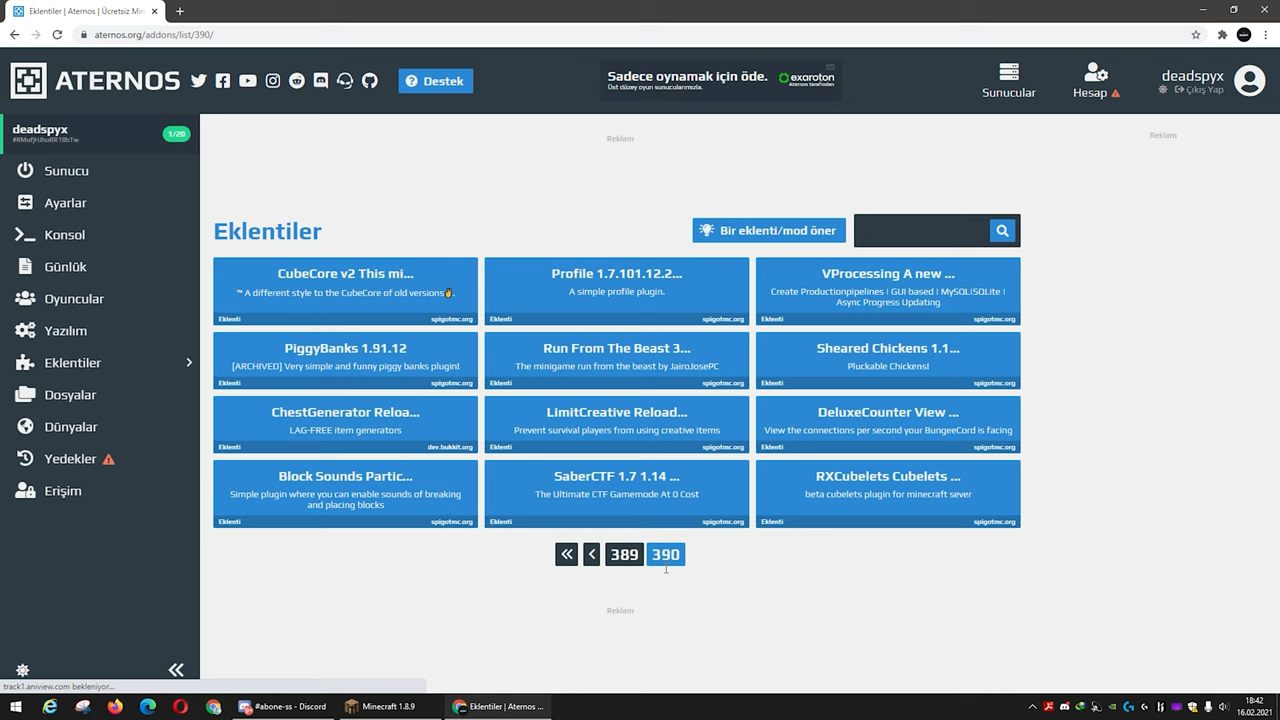 Eklentiler | Aternos | Ücretsiz Min
aternos.org/addons/list/390/
ATERNOS
Destek
Sadece oynamak için öde.
Üst düzey oyun sunucularımızla.
exaroton
Aternos tarafından
Sunucular
Hesap
deadspyx
Çıkış Yap
deadspyx
1/20
Reklam
Reklam
Sunucu
Ayarlar
Konsol
Günlük
Oyuncular
Yazılım
Eklentiler
Dosyalar
Dünyalar
Yedekler
Erişim
Eklentiler
Bir eklenti/mod öner
CubeCore v2 This mi...
™ A different style to the CubeCore of old versions✌.
Eklenti
spigotmc.org
Profile 1.7.101.12.2...
A simple profile plugin.
Eklenti
spigotmc.org
VProcessing A new ...
Create Productionpipelines | GUI based | MySQL|SQLite |
Async Progress Updating
Eklenti
spigotmc.org
PiggyBanks 1.91.12
[ARCHIVED] Very simple and funny piggy banks plugin!
Eklenti
spigotmc.org
Run From The Beast 3...
The minigame run from the beast by JairoJosePC
Eklenti
spigotmc.org
Sheared Chickens 1.1...
Pluckable Chickens!
Eklenti
spigotmc.org
ChestGenerator Reloa...
LAG-FREE item generators
Eklenti
dev.bukkit.org
LimitCreative Reload...
Prevent survival players from using creative items
Eklenti
spigotmc.org
DeluxeCounter View ...
View the connections per second your BungeeCord is facing
Eklenti
spigotmc.org
Block Sounds Partic...
Simple plugin where you can enable sounds of breaking
and placing blocks
Eklenti
spigotmc.org
SaberCTF 1.7 1.14 ...
The Ultimate CTF Gamemode At 0 Cost
Eklenti
spigotmc.org
RXCubelets Cubelets ...
beta cubelets plugin for minecraft sever
Eklenti
spigotmc.org
389
390
Reklam
track1.aniview.com bekleniyor...
#abone-ss - Discord
Minecraft 1.8.9
Eklentiler | Aternos ...
18:42
16.02.2021